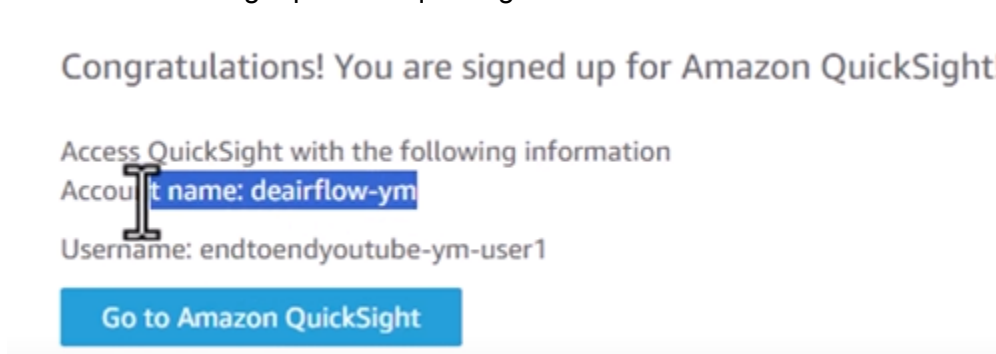 Congratulations! You are signed up for Amazon QuickSight!
Access QuickSight with the following information
Account name: deairflow-ym
Username: endtoendyoutube-ym-user1
Go to Amazon QuickSight